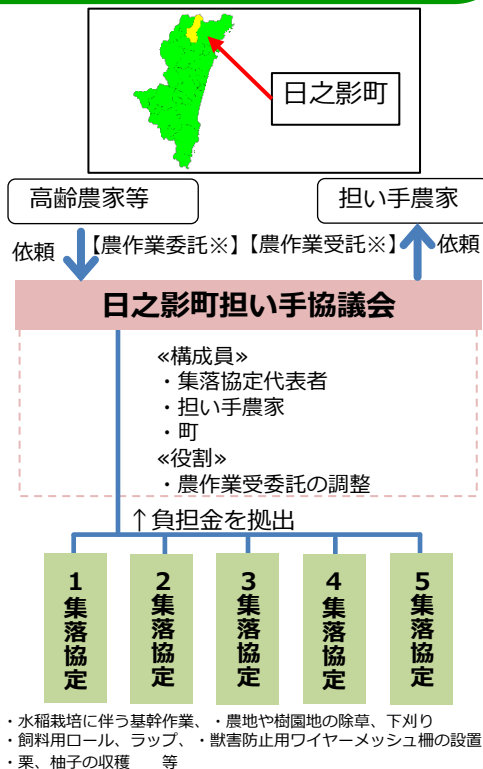 日之影町
高齢農家等
担い手農家
依頼
【農作業委託※】
【農作業受託※】
依頼
日之影町担い手協議会
≪構成員≫
・集落協定代表者
・担い手農家
・町
≪役割≫
・農作業受委託の調整
↑負担金を拠出
1集落協定
2集落協定
3集落協定
4集落協定
5集落協定
・水稲栽培に伴う基幹作業、・農地や樹園地の除草、下刈り
・飼料用ロール、ラップ、・獣害防止用ワイヤーメッシュ柵の設置
・栗、柚子の収穫　等